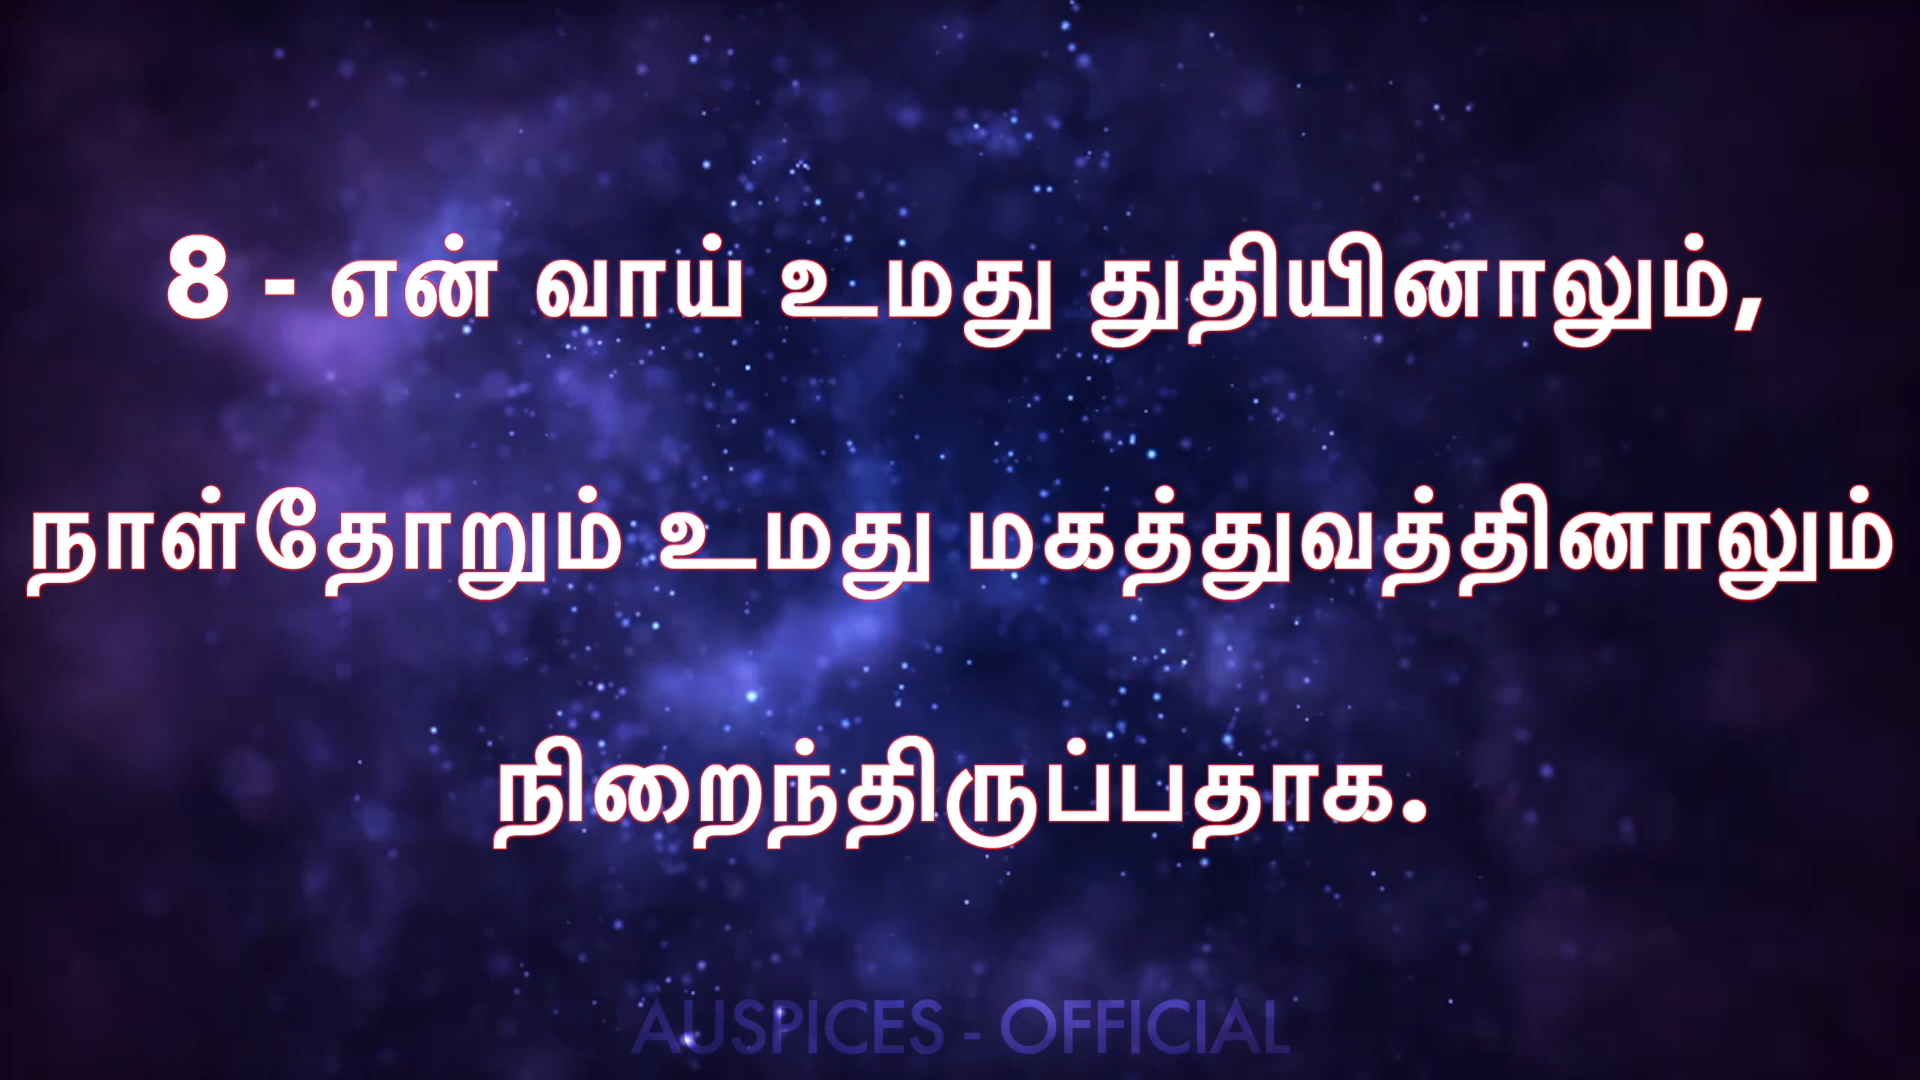 8 - என் வாய் உமது துதியினாலும்,
நாள்தோறும் உமது மகத்துவத்தினாலும்
நிறைந்திருப்பதாக.
AUSPICES - OFFICIAL